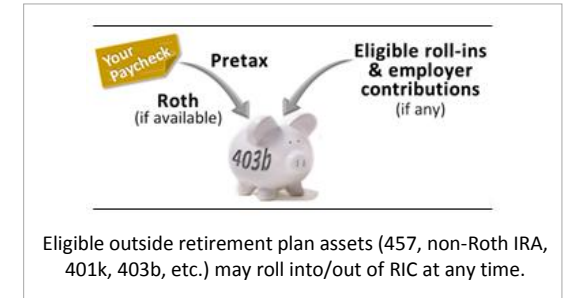 Your
Paycheck
Pretax
Roth
(if available)
Eligible roll-ins
& employer
contributions
(if any)
403b
Eligible outside retirement plan assets (457, non-Roth IRA,
401k, 403b, etc.) may roll into/out of RIC at any time.